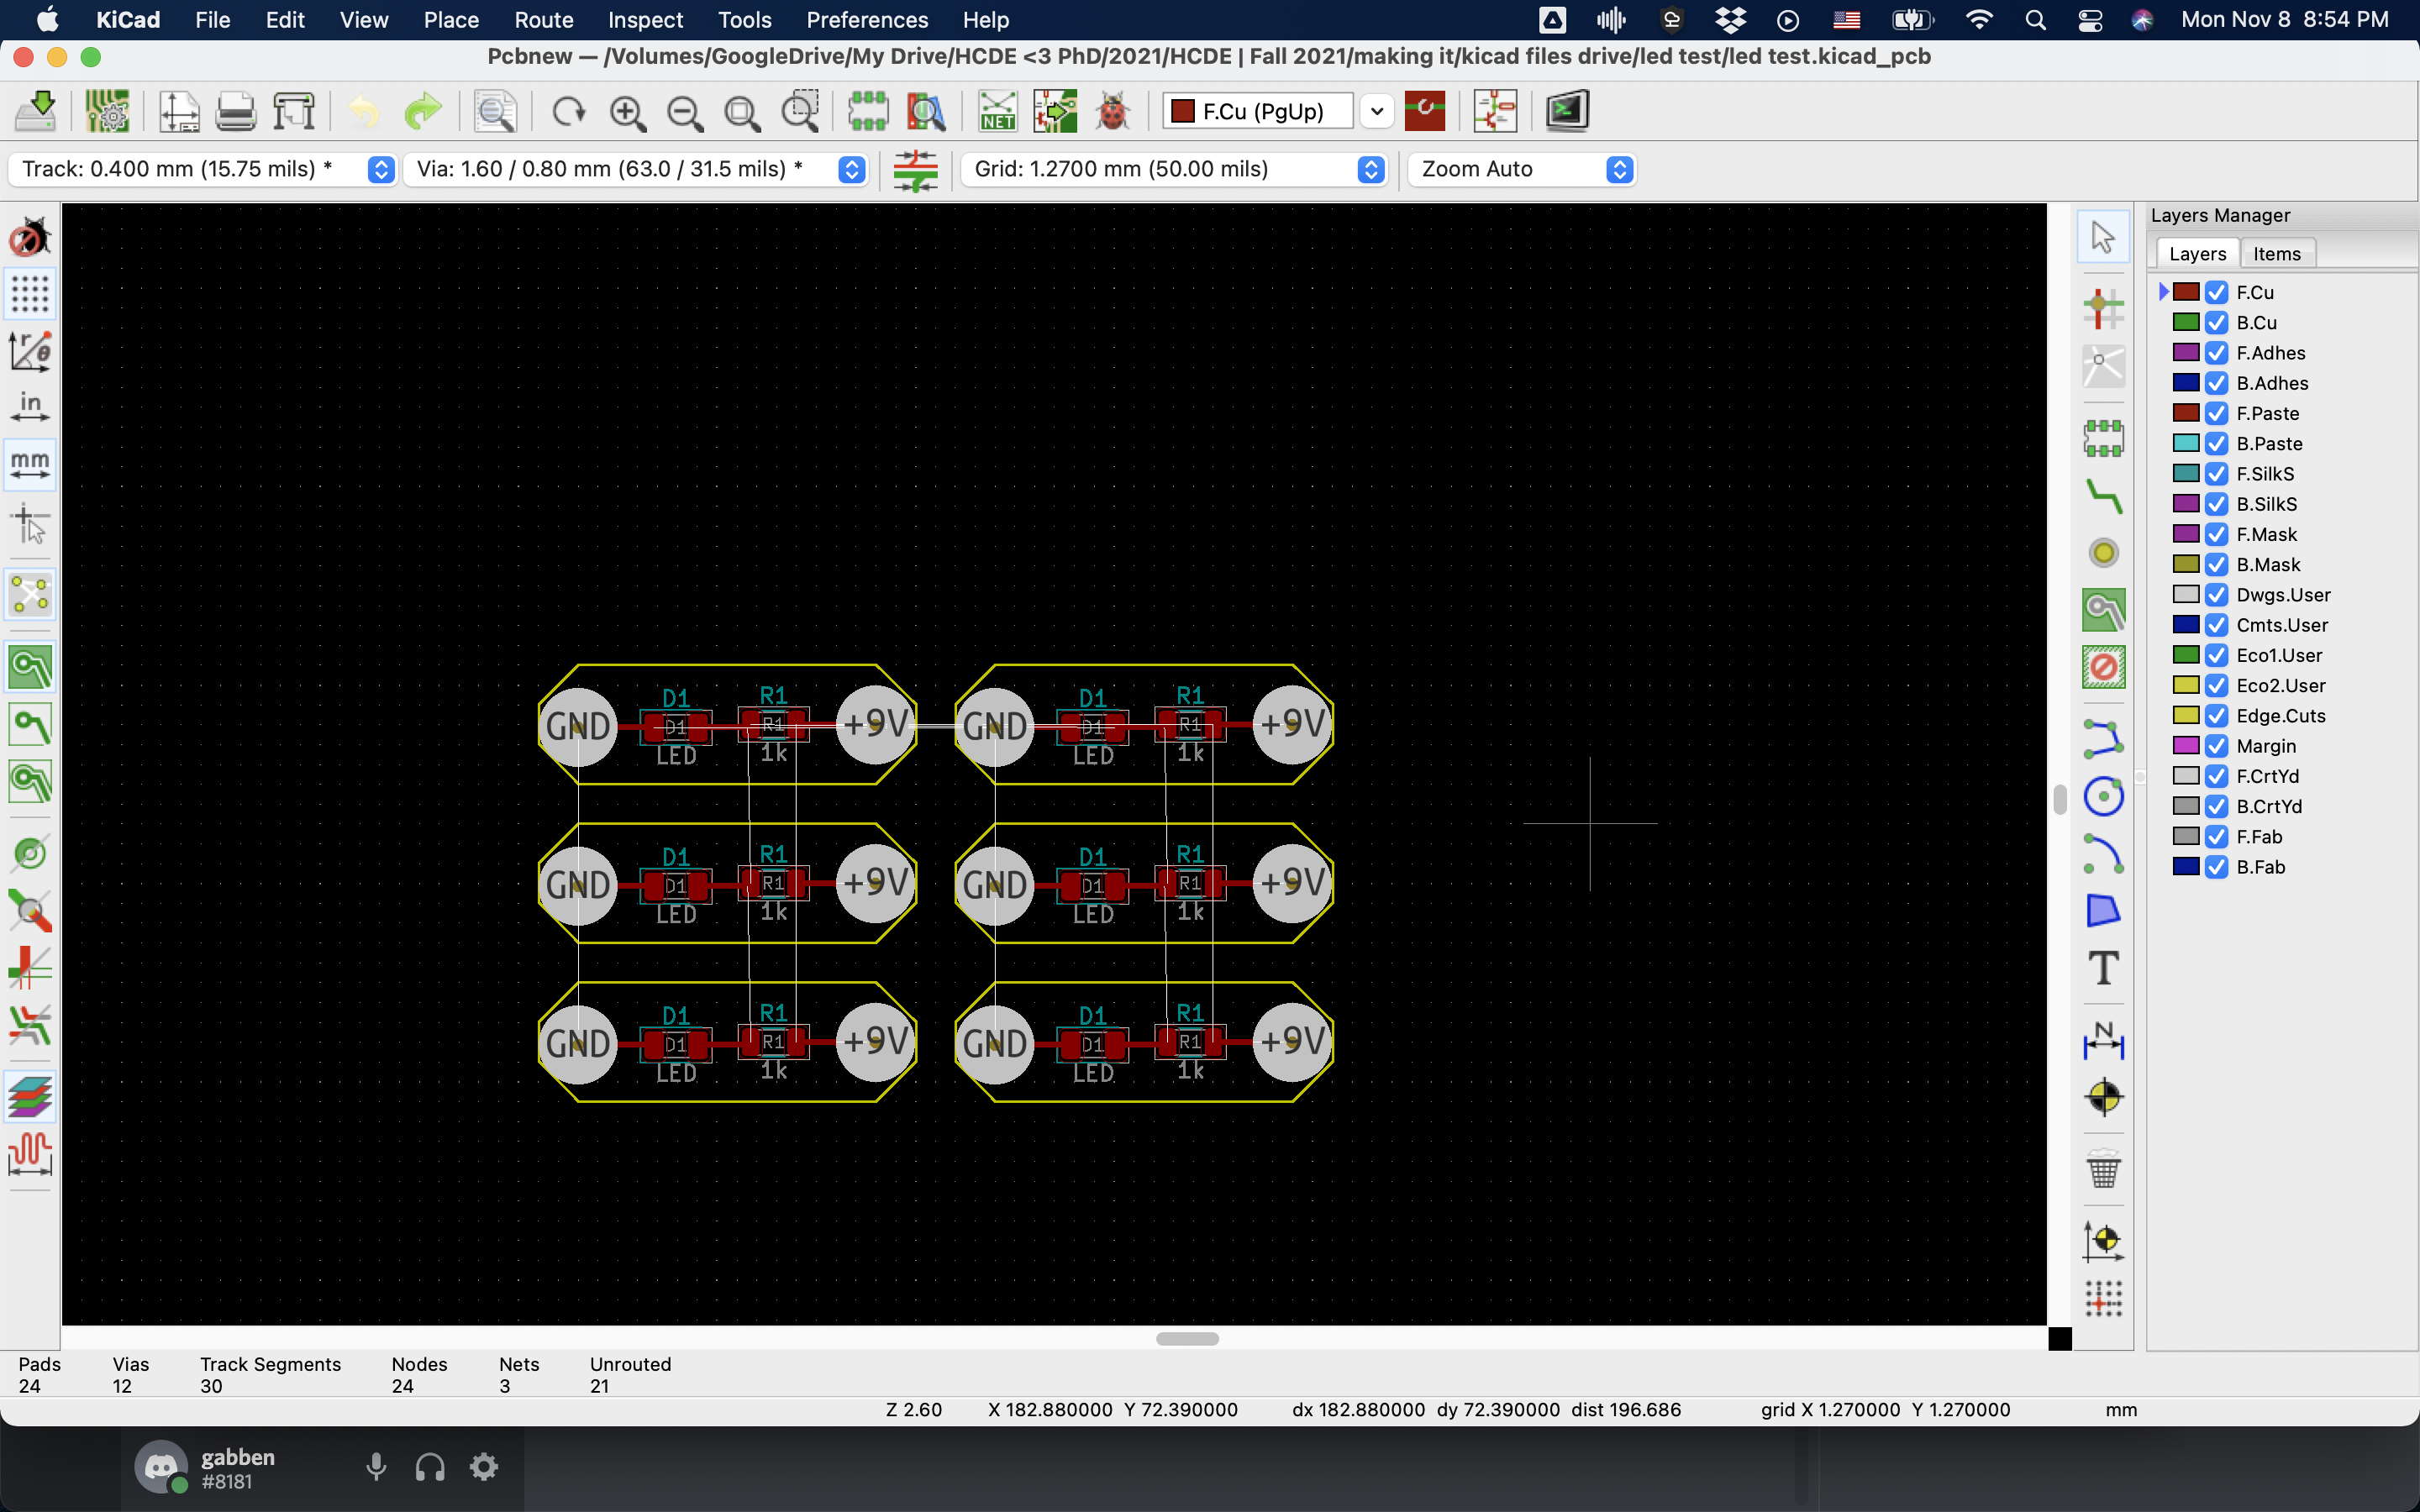 KiCad File Edit View Place Route Inspect Tools Preferences Help Mon Nov 8 8:54 PM
Pcbnew — /Volumes/GoogleDrive/My Drive/HCDE <3 PhD/2021/HCDE | Fall 2021/making it/kicad files drive/led test/led test.kicad_pcb
NET F.Cu (PgUp)
Track: 0.400 mm (15.75 mils) * Via: 1.60 / 0.80 mm (63.0 / 31.5 mils) * Grid: 1.2700 mm (50.00 mils) Zoom Auto
Layers Manager
Layers Items
F.Cu
B.Cu
F.Adhes
B.Adhes
F.Paste
B.Paste
F.SilkS
B.SilkS
F.Mask
B.Mask
Dwgs.User
Cmts.User
Eco1.User
Eco2.User
Edge.Cuts
Margin
F.CrtYd
B.CrtYd
F.Fab
B.Fab
r θ
in
mm
T
N
D1 R1 D1 R1
GND D1 R1 +9V GND D1 R1 +9V
LED 1k LED 1k
D1 R1 D1 R1
GND D1 R1 +9V GND D1 R1 +9V
LED 1k LED 1k
D1 R1 D1 R1
GND D1 R1 +9V GND D1 R1 +9V
LED 1k LED 1k
Pads Vias Track Segments Nodes Nets Unrouted
24 12 30 24 3 21
Z 2.60 X 182.880000 Y 72.390000 dx 182.880000 dy 72.390000 dist 196.686 grid X 1.270000 Y 1.270000 mm
gabben
#8181